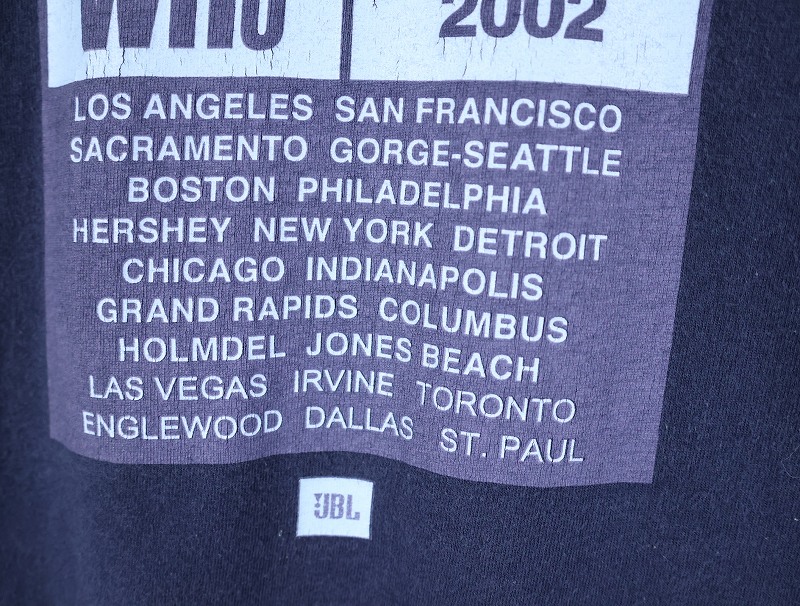 WHO 2002
LOS ANGELES SAN FRANCISCO
SACRAMENTO GORGE-SEATTLE
BOSTON PHILADELPHIA
HERSHEY NEW YORK DETROIT
CHICAGO INDIANAPOLIS
GRAND RAPIDS COLUMBUS
HOLMDEL JONES BEACH
LAS VEGAS IRVINE TORONTO
ENGLEWOOD DALLAS ST. PAUL
JBL